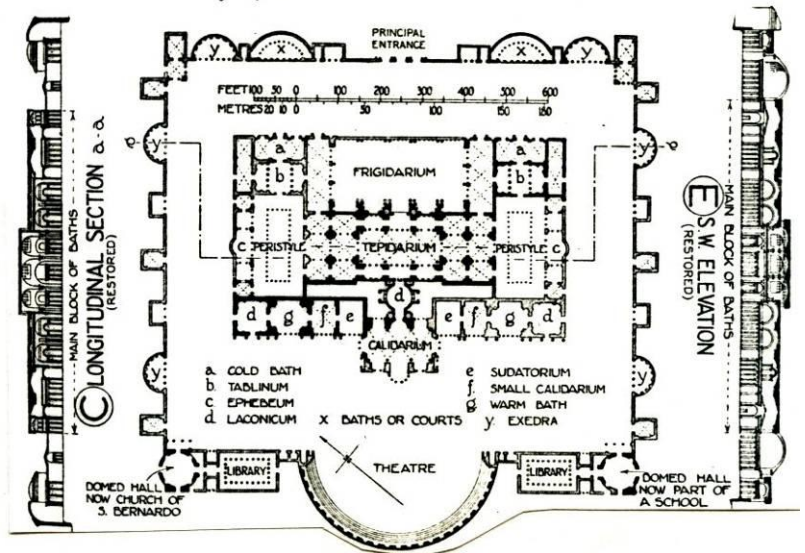 PRINCIPAL
ENTRANCE
y x x y
FEET 100 50 0 100 200 300 400 500 600
METRES 20 10 0 50 100 150 180
a a
b b
FRIGIDARIUM
y y
a a
C PERISTYLE TEPIDARIUM PERISTYLE C
d
d g f e e f g d
CALIDARIUM
y y
a. COLD BATH
b. TABLINUM
c. EPHEBEUM
d. LACONICUM
x BATHS OR COURTS
e SUDATORIUM
f. SMALL CALIDARIUM
g WARM BATH
y. EXEDRA
LIBRARY
THEATRE
LIBRARY
DOMED HALL
NOW CHURCH OF
S. BERNARDO
DOMED HALL
NOW PART OF
A SCHOOL
C LONGITUDINAL SECTION a-a
(RESTORED)
MAIN BLOCK OF BATHS
E S W ELEVATION
(RESTORED)
MAIN BLOCK OF BATHS